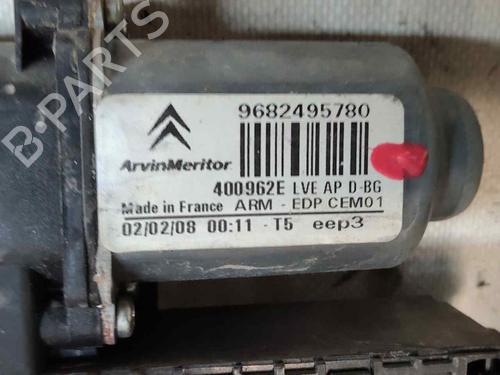 B-PARTS
9682495780
ArvinMeritor
400962E LVE AP D-BG
Made in France ARM - EDP CEM01
02/02/08 00:11 - T5 eep3